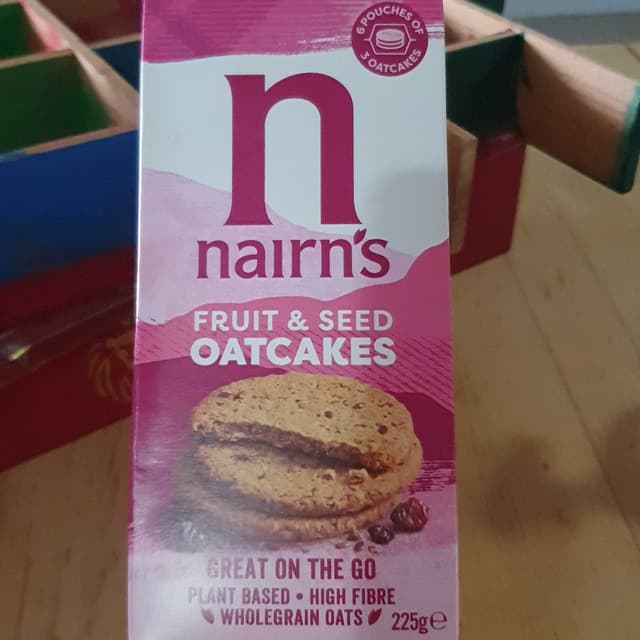 6 POUCHES OF
3 OATCAKES
n
nairn's
FRUIT & SEED
OATCAKES
GREAT ON THE GO
PLANT BASED • HIGH FIBRE
WHOLEGRAIN OATS
225g℮